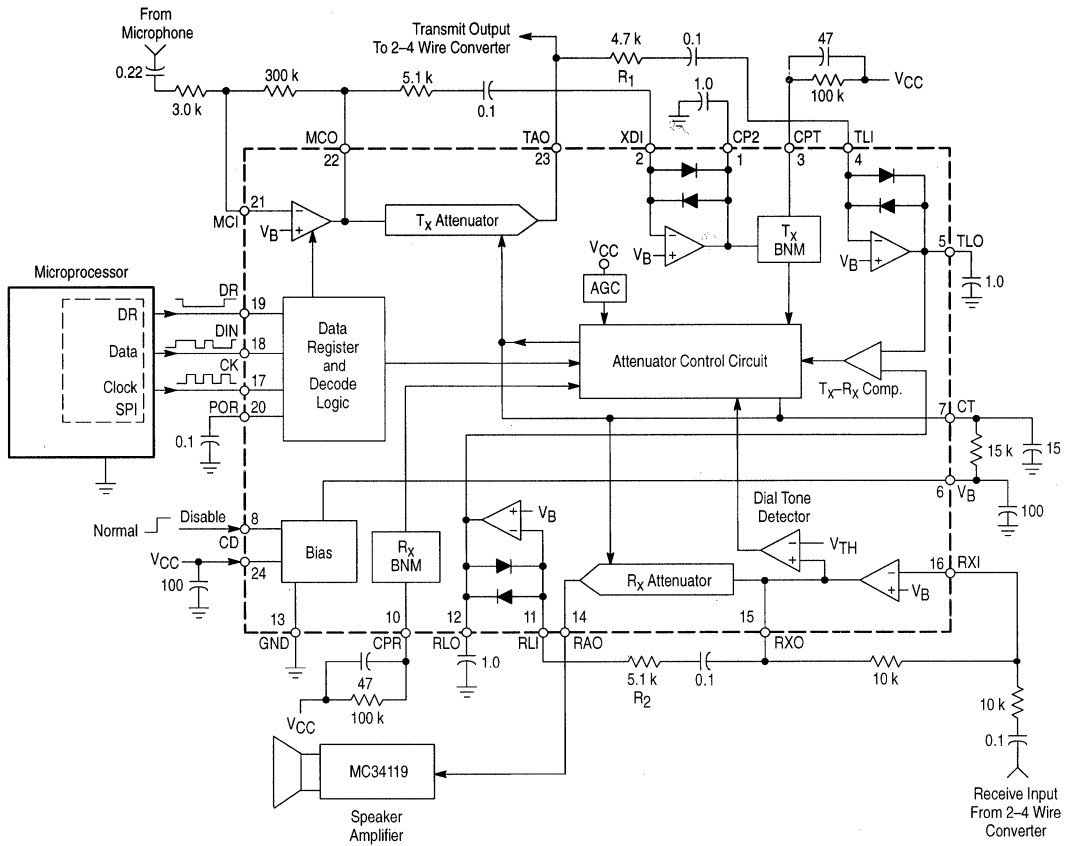 From
Microphone
0.22
3.0 k
300 k
5.1 k
0.1
Transmit Output
To 2–4 Wire Converter
4.7 k
R1
0.1
1.0
47
100 k
VCC
MCO
22
TAO
23
XDI
2
CP2
1
CPT
3
TLI
4
21
MCI
VB
TX Attenuator
VB
TX
BNM
VB
5
TLO
1.0
VCC
AGC
Microprocessor
DR
Data
Clock
SPI
DR
19
DIN
18
CK
17
POR
20
0.1
Data
Register
and
Decode
Logic
Attenuator Control Circuit
TX–RX Comp.
7
CT
15 k
15
6
VB
100
Normal
Disable
8
CD
VCC
24
100
Bias
RX
BNM
VB
Dial Tone
Detector
VTH
RX Attenuator
VB
16
RXI
13
GND
10
CPR
12
RLO
11
RLI
14
RAO
15
RXO
47
100 k
VCC
1.0
5.1 k
R2
0.1
10 k
10 k
0.1
Receive Input
From 2–4 Wire
Converter
MC34119
Speaker
Amplifier